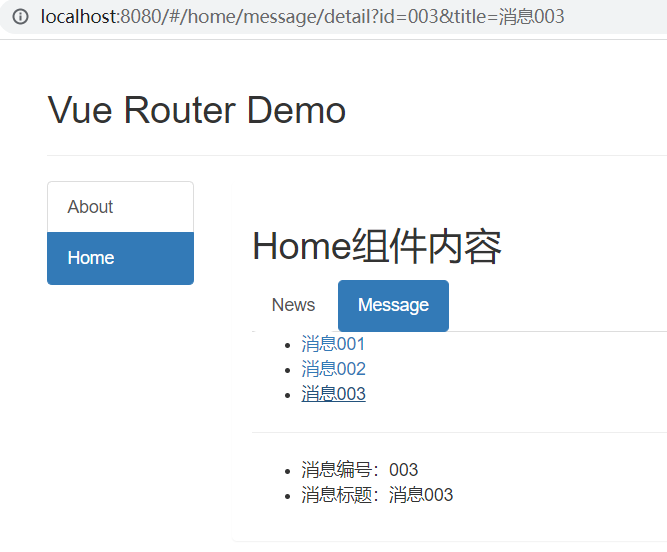 localhost:8080/#/home/message/detail?id=003&title=消息003
Vue Router Demo
About
Home
Home组件内容
News
Message
消息001
消息002
消息003
消息编号：003
消息标题：消息003